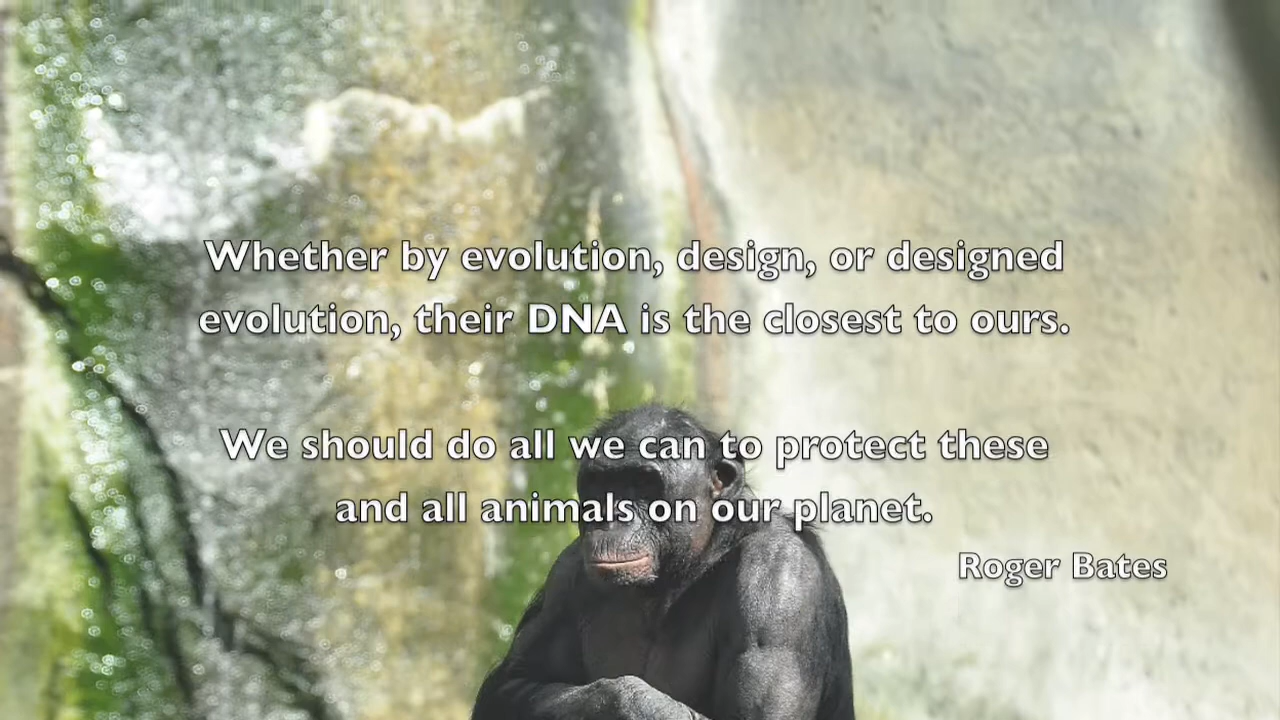 Whether by evolution, design, or designed
evolution, their DNA is the closest to ours.
We should do all we can to protect these
and all animals on our planet.
Roger Bates